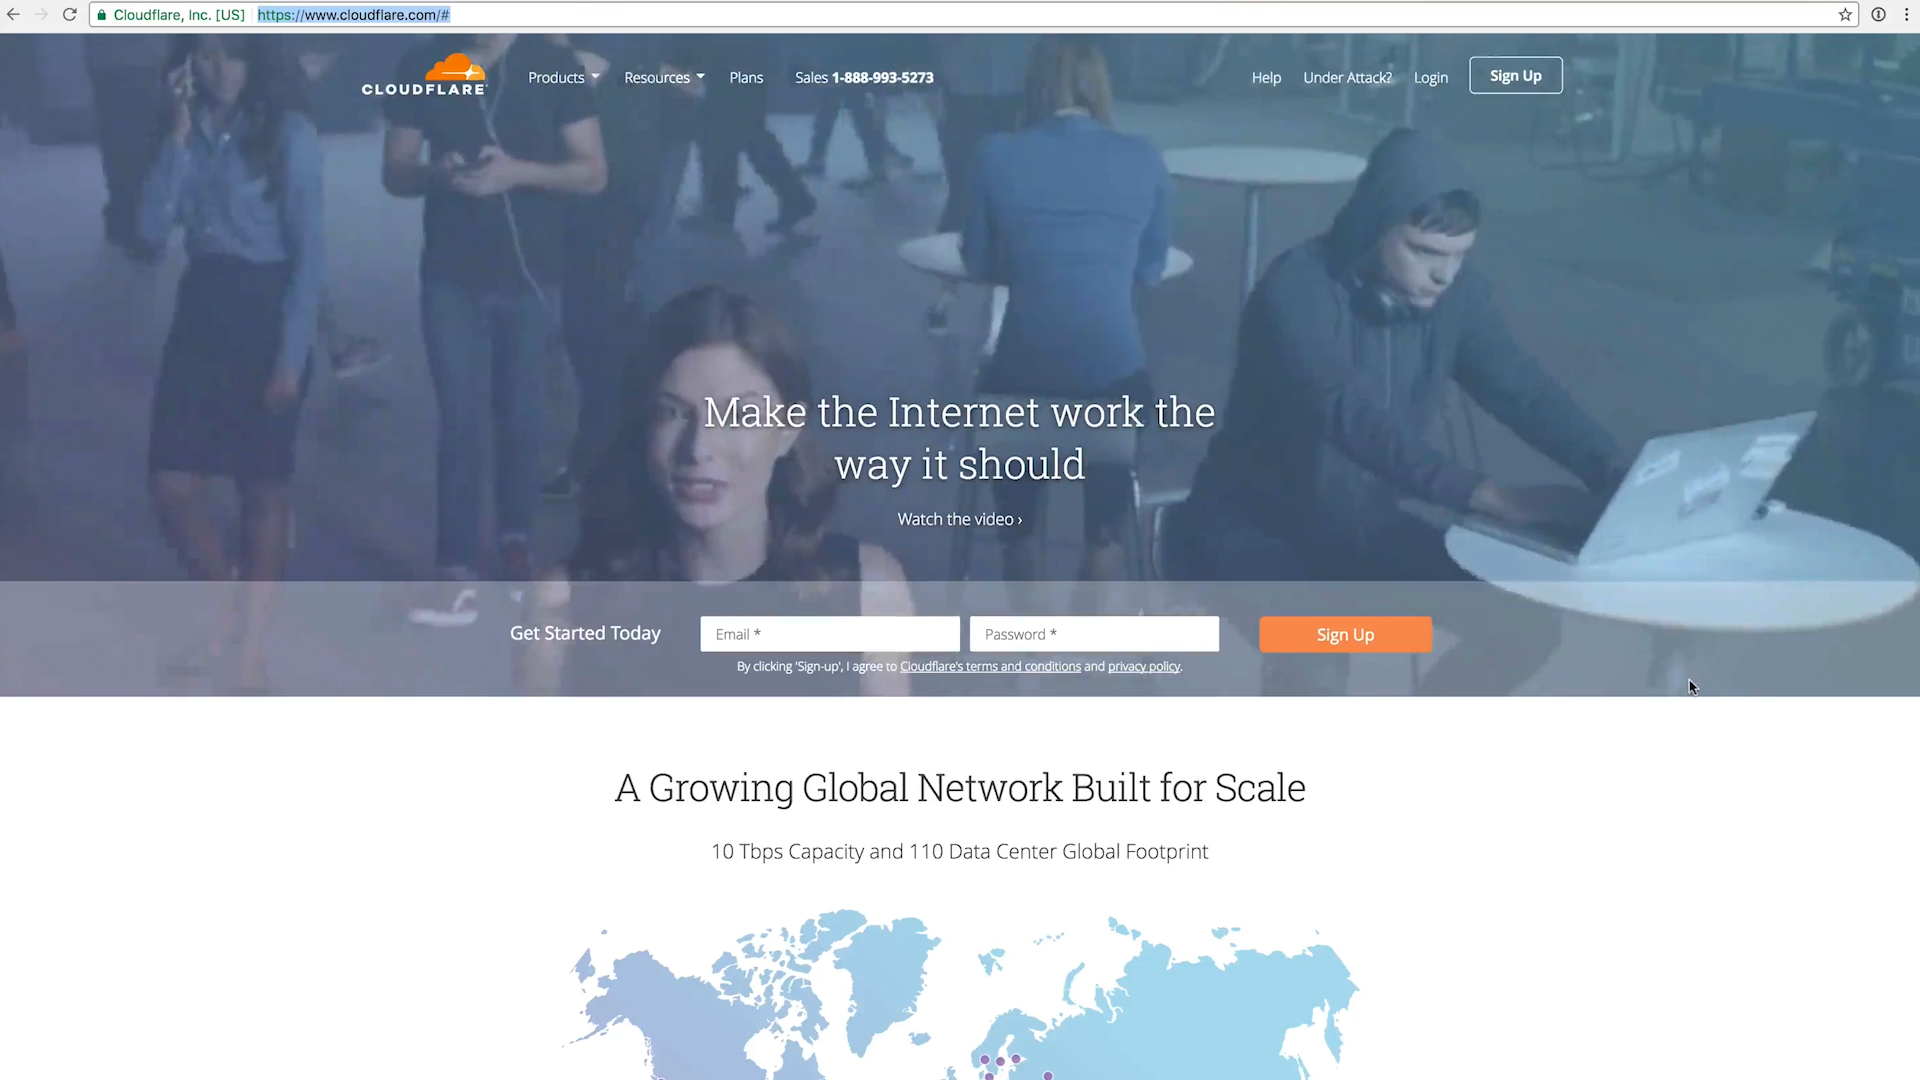 Cloudflare, Inc. [US] https://www.cloudflare.com/#
CLOUDFLARE
Products Resources Plans Sales 1-888-993-5273 Help Under Attack? Login Sign Up
Make the Internet work the
way it should
Watch the video ›
Get Started Today Email * Password * Sign Up
By clicking 'Sign-up', I agree to Cloudflare's terms and conditions and privacy policy.
A Growing Global Network Built for Scale
10 Tbps Capacity and 110 Data Center Global Footprint